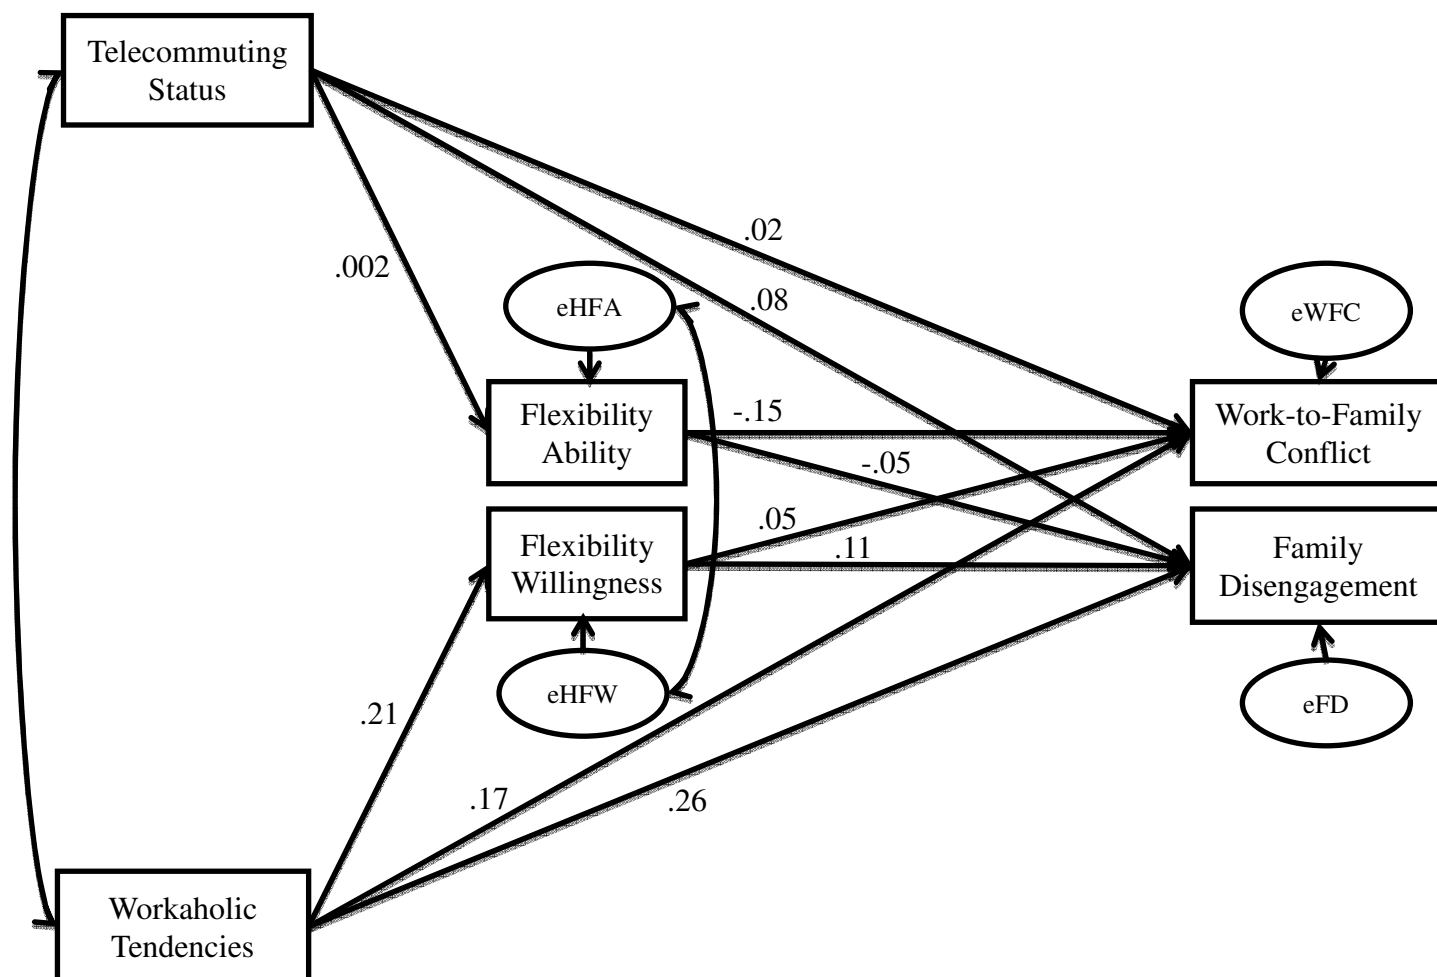 Telecommuting
Status
.02
.002
.08
eHFA
eWFC
Flexibility
Ability
-.15
Work-to-Family
Conflict
-.05
.05
Flexibility
Willingness
.11
Family
Disengagement
eHFW
eFD
.21
.17
.26
Workaholic
Tendencies